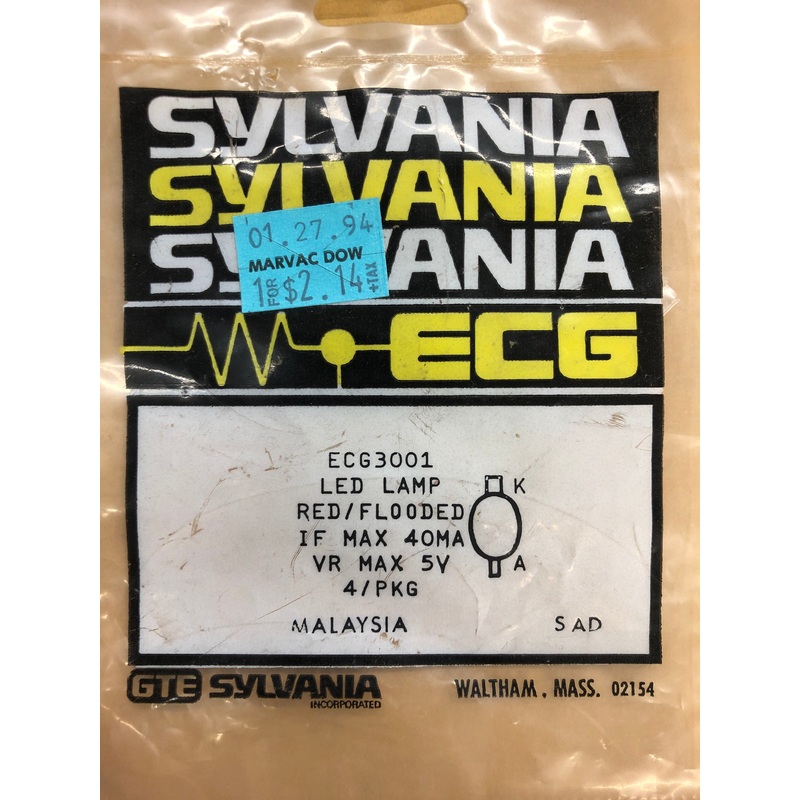 SYLVANIA
SYLVANIA
SYLVANIA
01.27.94
MARVAC DOW
1 FOR $2.14 +TAX
ECG
ECG3001
LED LAMP K
RED/FLOODED
IF MAX 40MA
VR MAX 5V A
4/PKG
MALAYSIA SAD
GTE SYLVANIA
INCORPORATED
WALTHAM, MASS. 02154